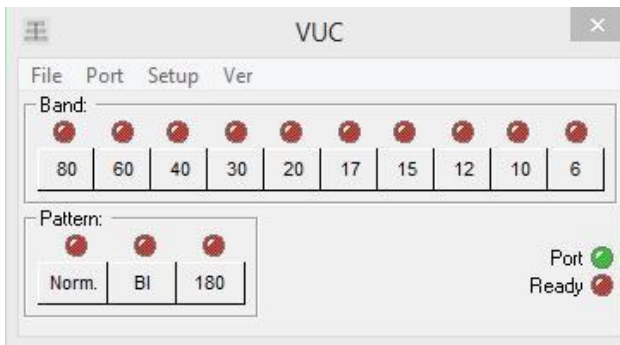 VUC
File Port Setup Ver
Band:
80 60 40 30 20 17 15 12 10 6
Pattern:
Norm. BI 180
Port
Ready